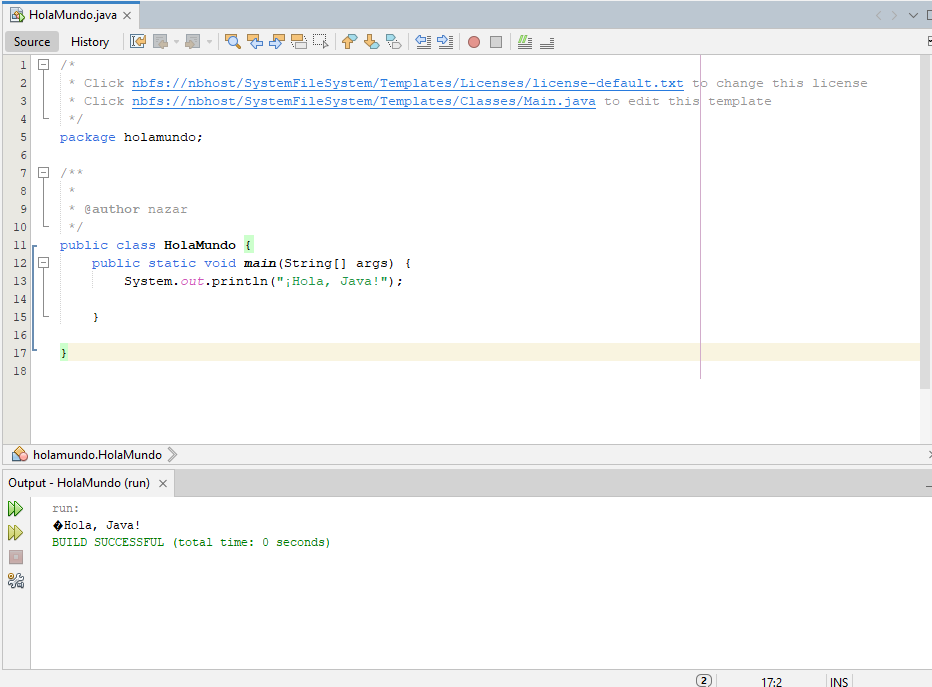 HolaMundo.java
Source History
1 /*
2 * Click nbfs://nbhost/SystemFileSystem/Templates/Licenses/license-default.txt to change this license
3 * Click nbfs://nbhost/SystemFileSystem/Templates/Classes/Main.java to edit this template
4 */
5 package holamundo;
6
7 /**
8 *
9 * @author nazar
10 */
11 public class HolaMundo {
12 public static void main(String[] args) {
13 System.out.println("¡Hola, Java!");
14
15 }
16
17 }
18
holamundo.HolaMundo
Output - HolaMundo (run)
run:
�Hola, Java!
BUILD SUCCESSFUL (total time: 0 seconds)
2 17:2 INS